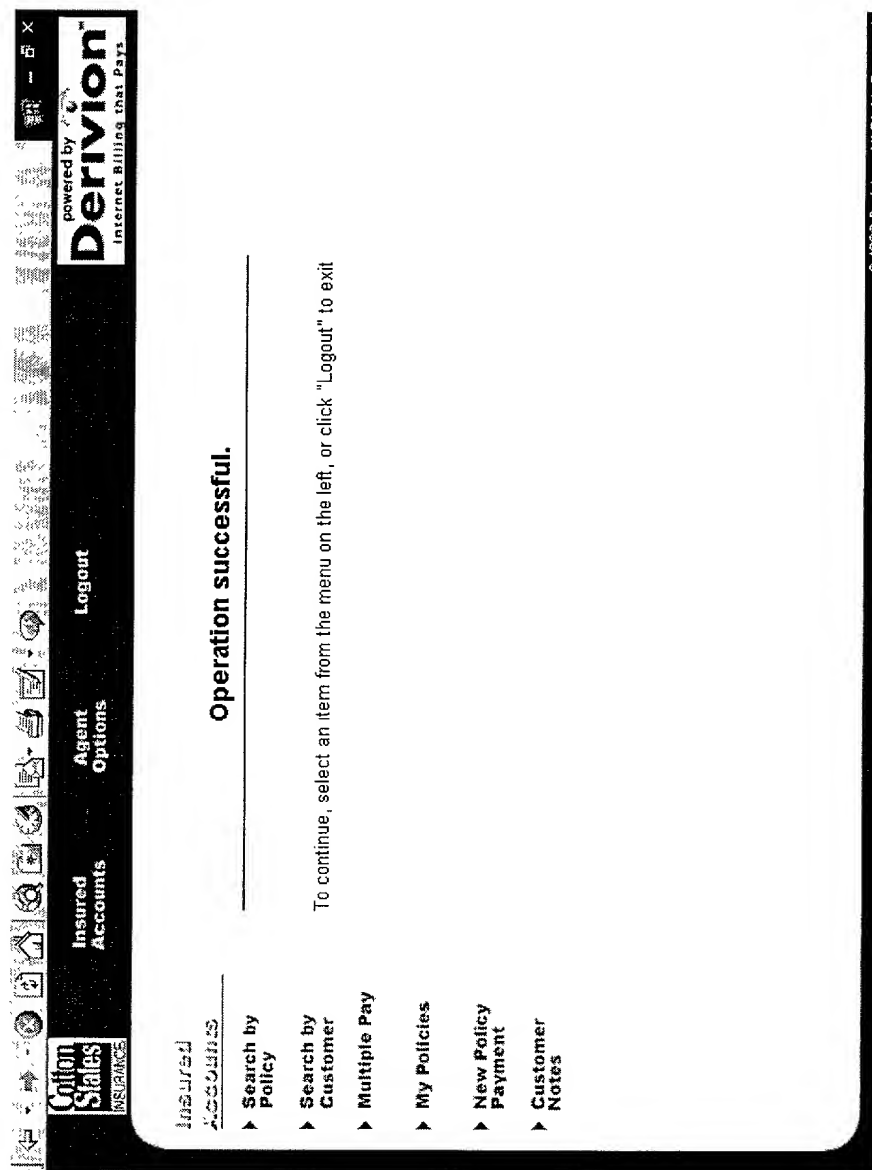 Cotton
States
INSURANCE
Insured
Accounts
Agent
Options
Logout
powered by
Derivion™
Internet Billing that Pays
Insured
Accounts
Search by
Policy
Search by
Customer
Multiple Pay
My Policies
New Policy
Payment
Customer
Notes
Operation successful.
To continue, select an item from the menu on the left, or click "Logout" to exit